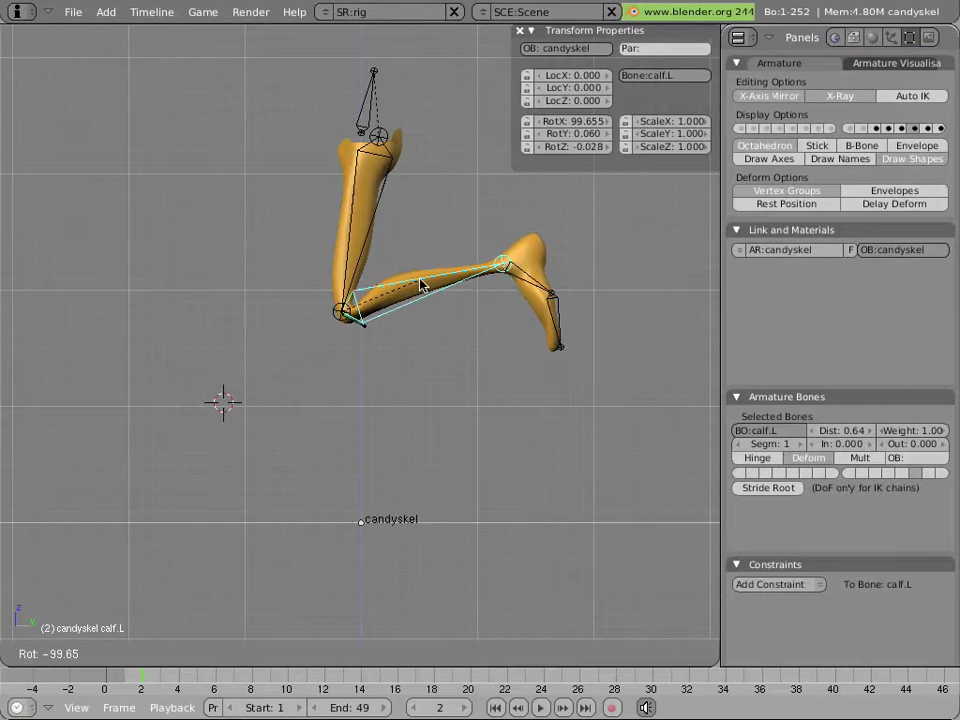 File Add Timeline Game Render Help SR:rig SCE:Scene www.blender.org 244 Bo:1-252 | Mem:4.80M candyskel
Transform Properties
OB: candyskel Par:
LocX: 0.000 Bone:calf.L
LocY: 0.000
LocZ: 0.000
RotX: 99.655 ScaleX: 1.000
RotY: 0.060 ScaleY: 1.000
RotZ: -0.028 ScaleZ: 1.000
Panels
Armature Armature Visualisa
Editing Options
X-Axis Mirror X-Ray Auto IK
Display Options
Octahedron Stick B-Bone Envelope
Draw Axes Draw Names Draw Shapes
Deform Options
Vertex Groups Envelopes
Rest Position Delay Deform
Link and Materials
AR:candyskel F OB:candyskel
Armature Bones
Selected Bones
BO:calf.L Dist: 0.64 Weight: 1.00
Segm: 1 In: 0.000 Out: 0.000
Hinge Deform Mult OB:
Stride Root (DoF only for IK chains)
Constraints
Add Constraint To Bone: calf.L
candyskel
z
y
(2) candyskel calf.L
Rot: -99.65
-4 -2 0 2 4 6 8 10 12 14 16 18 20 22 24 26 28 30 32 34 36 38 40 42 44 46
View Frame Playback Pr Start: 1 End: 49 2